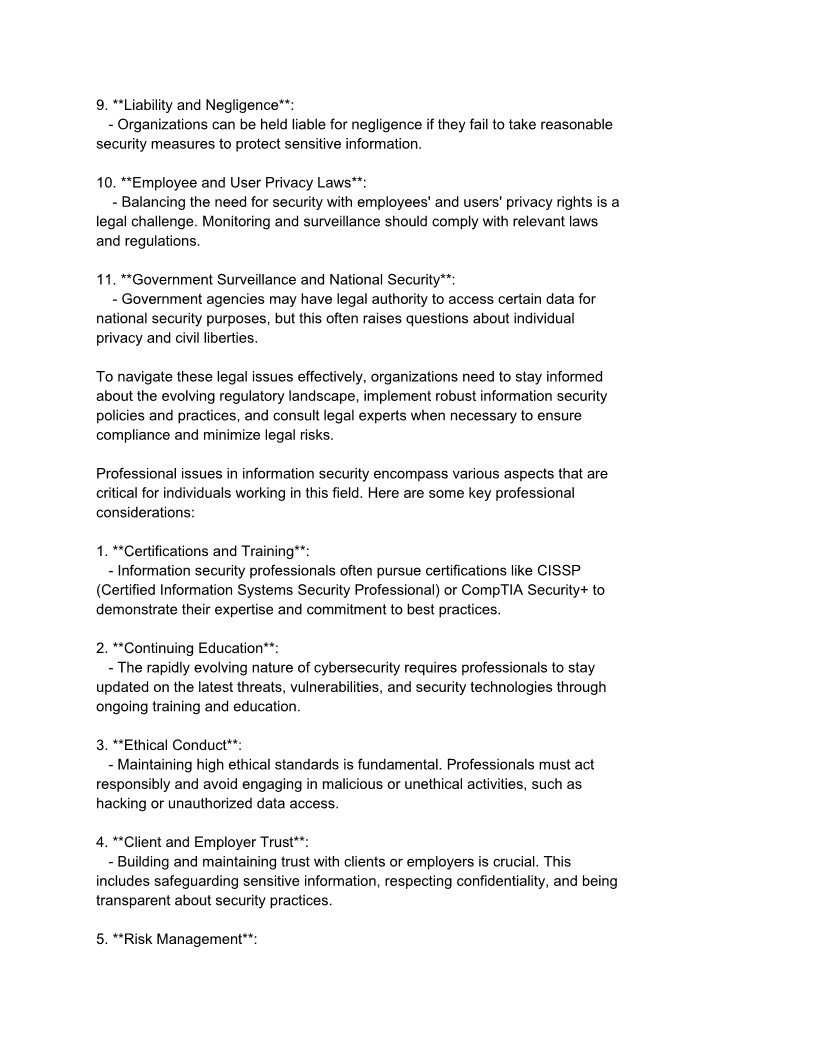 9. **Liability and Negligence**:
- Organizations can be held liable for negligence if they fail to take reasonable
security measures to protect sensitive information.
10. **Employee and User Privacy Laws**:
- Balancing the need for security with employees' and users' privacy rights is a
legal challenge. Monitoring and surveillance should comply with relevant laws
and regulations.
11. **Government Surveillance and National Security**:
- Government agencies may have legal authority to access certain data for
national security purposes, but this often raises questions about individual
privacy and civil liberties.
To navigate these legal issues effectively, organizations need to stay informed
about the evolving regulatory landscape, implement robust information security
policies and practices, and consult legal experts when necessary to ensure
compliance and minimize legal risks.
Professional issues in information security encompass various aspects that are
critical for individuals working in this field. Here are some key professional
considerations:
1. **Certifications and Training**:
- Information security professionals often pursue certifications like CISSP
(Certified Information Systems Security Professional) or CompTIA Security+ to
demonstrate their expertise and commitment to best practices.
2. **Continuing Education**:
- The rapidly evolving nature of cybersecurity requires professionals to stay
updated on the latest threats, vulnerabilities, and security technologies through
ongoing training and education.
3. **Ethical Conduct**:
- Maintaining high ethical standards is fundamental. Professionals must act
responsibly and avoid engaging in malicious or unethical activities, such as
hacking or unauthorized data access.
4. **Client and Employer Trust**:
- Building and maintaining trust with clients or employers is crucial. This
includes safeguarding sensitive information, respecting confidentiality, and being
transparent about security practices.
5. **Risk Management**: